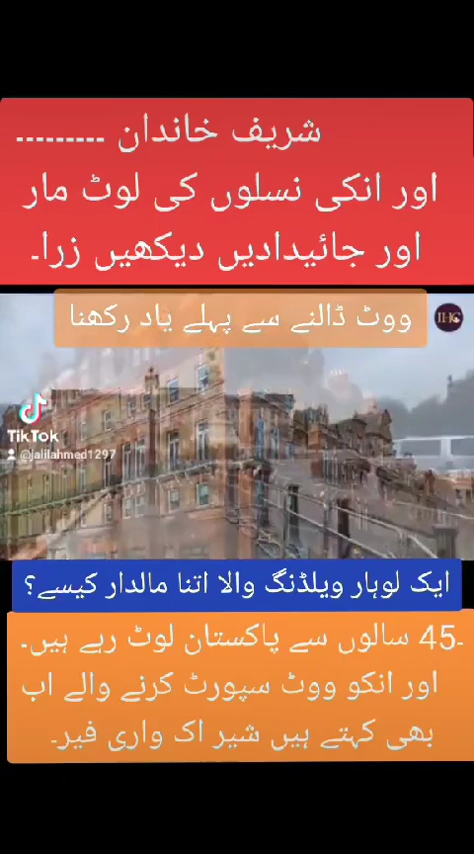 شریف خاندان ---------
اور انکی نسلوں کی لوٹ مار
اور جائیدادیں دیکھیں زرا۔
ووٹ ڈالنے سے پہلے یاد رکھنا
IHC
TikTok
@jalilahmed1297
ایک لوہار ویلڈنگ والا اتنا مالدار کیسے؟
45۔ سالوں سے پاکستان لوٹ رہے ہیں۔
اور انکو ووٹ سپورٹ کرنے والے اب
بھی کہتے ہیں شیر اک واری فیر۔